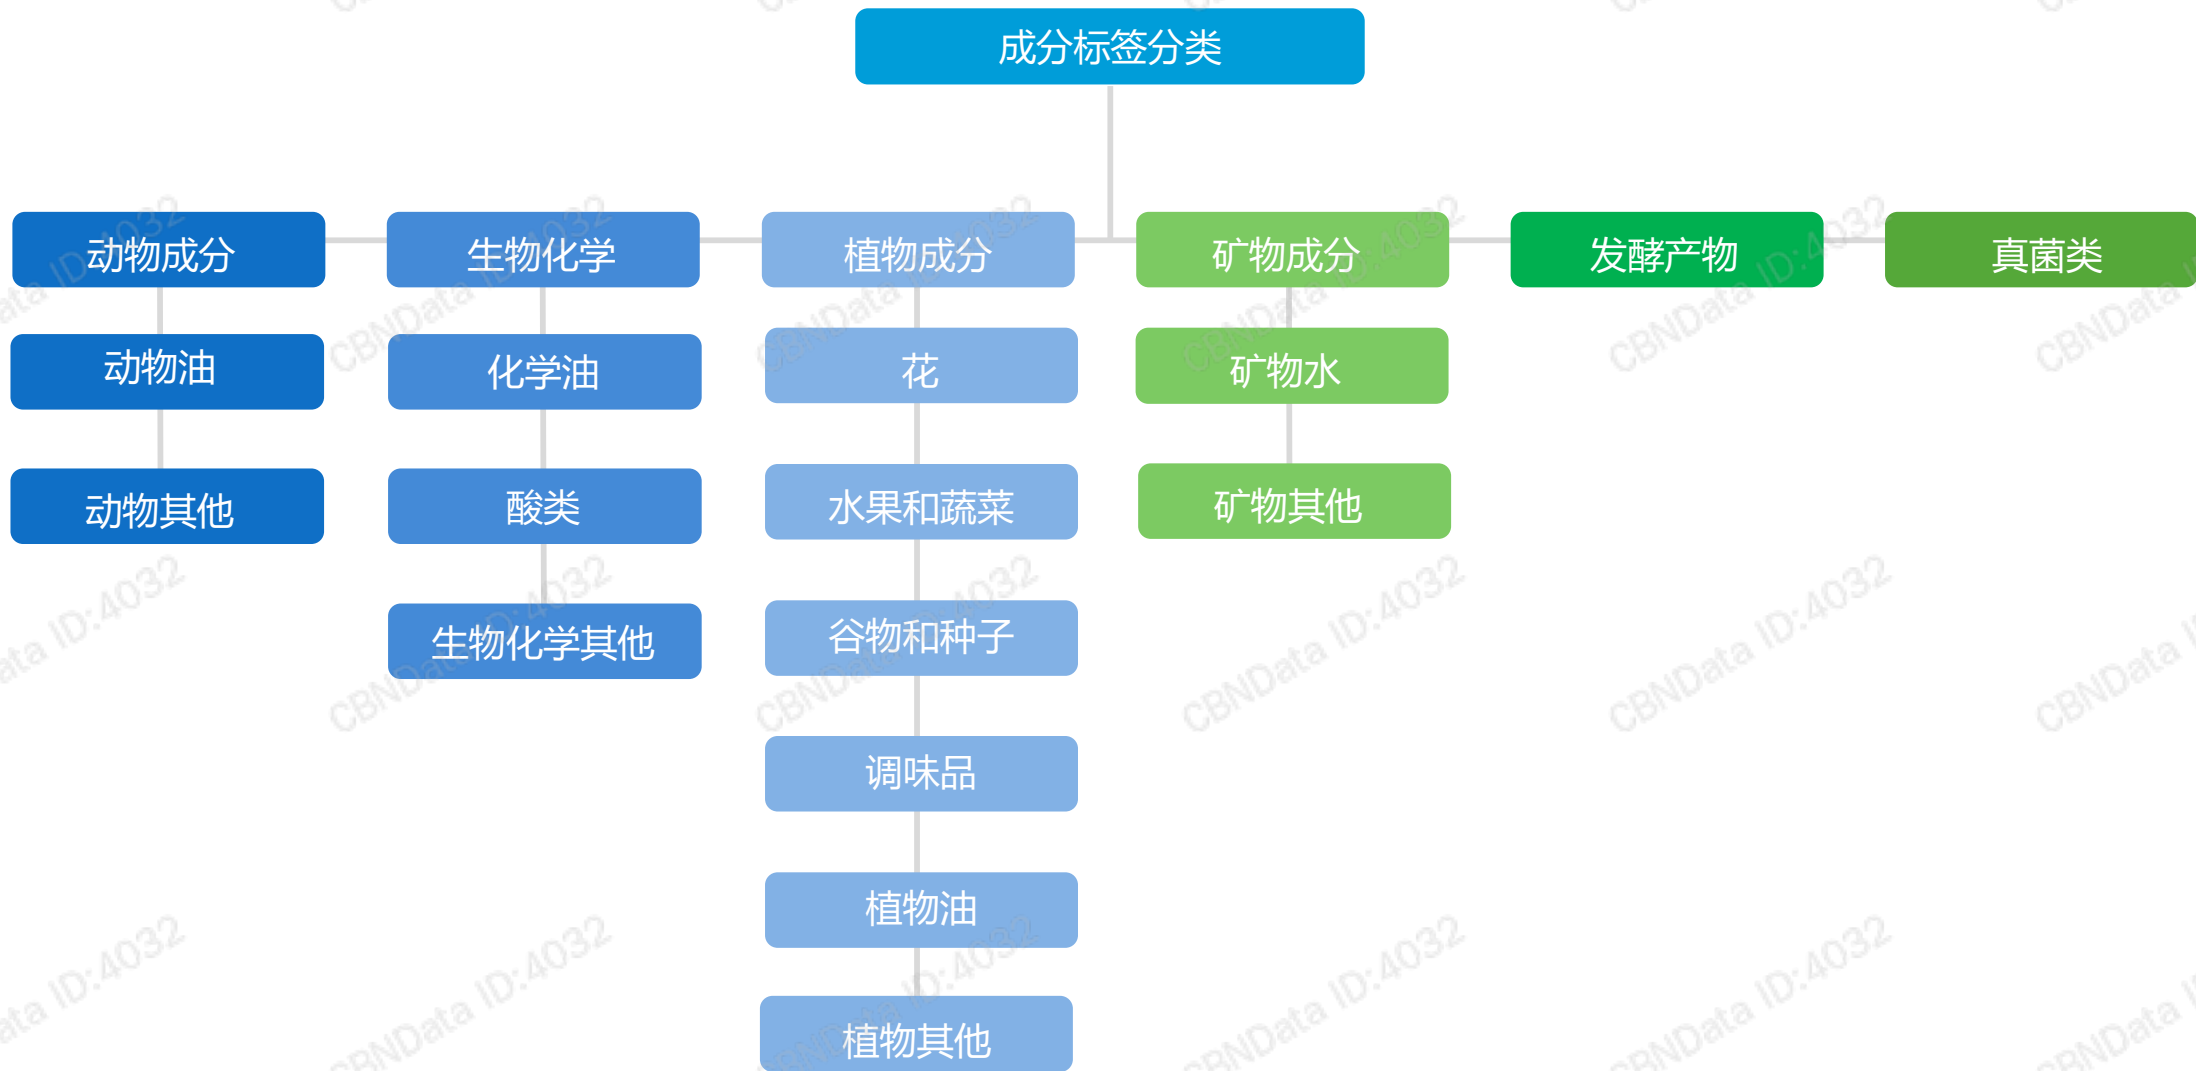 成分标签分类
动物成分
生物化学
植物成分
矿物成分
发酵产物
真菌类
动物油
化学油
花
矿物水
动物其他
酸类
水果和蔬菜
矿物其他
生物化学其他
谷物和种子
调味品
植物油
植物其他
CBNData ID:4032